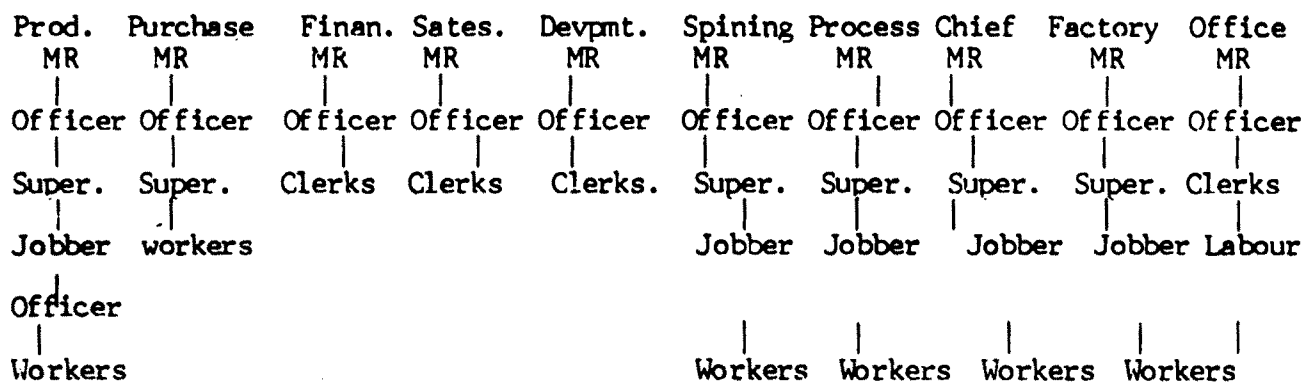 Prod. Purchase Finan. Sates. Devpmt. Spining Process Chief Factory Office
MR MR MR MR MR MR MR MR MR MR
Officer Officer Officer Officer Officer Officer Officer Officer Officer Officer
Super. Super. Clerks Clerks Clerks. Super. Super. Super. Super. Clerks
Jobber workers Jobber Jobber Jobber Jobber Labour
Officer
Workers Workers Workers Workers Workers